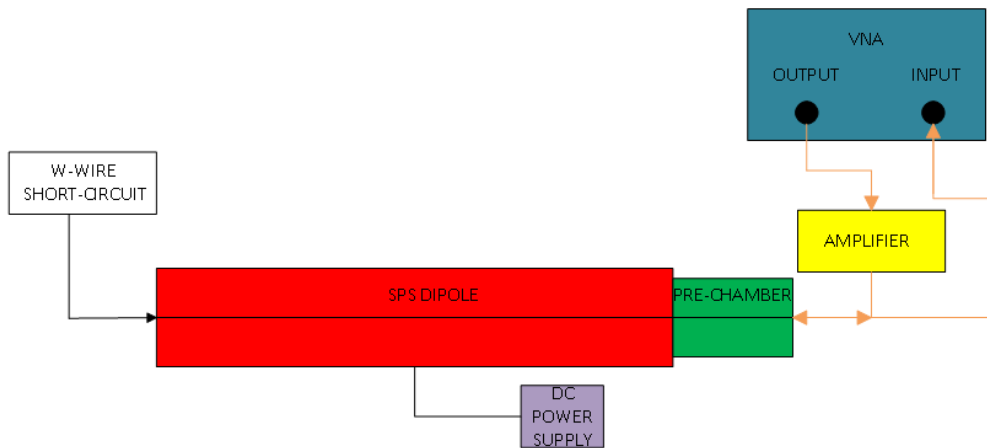 VNA
OUTPUT INPUT
W-WIRE
SHORT-CIRCUIT
AMPLIFIER
SPS DIPOLE
PRE-CHAMBER
DC
POWER
SUPPLY